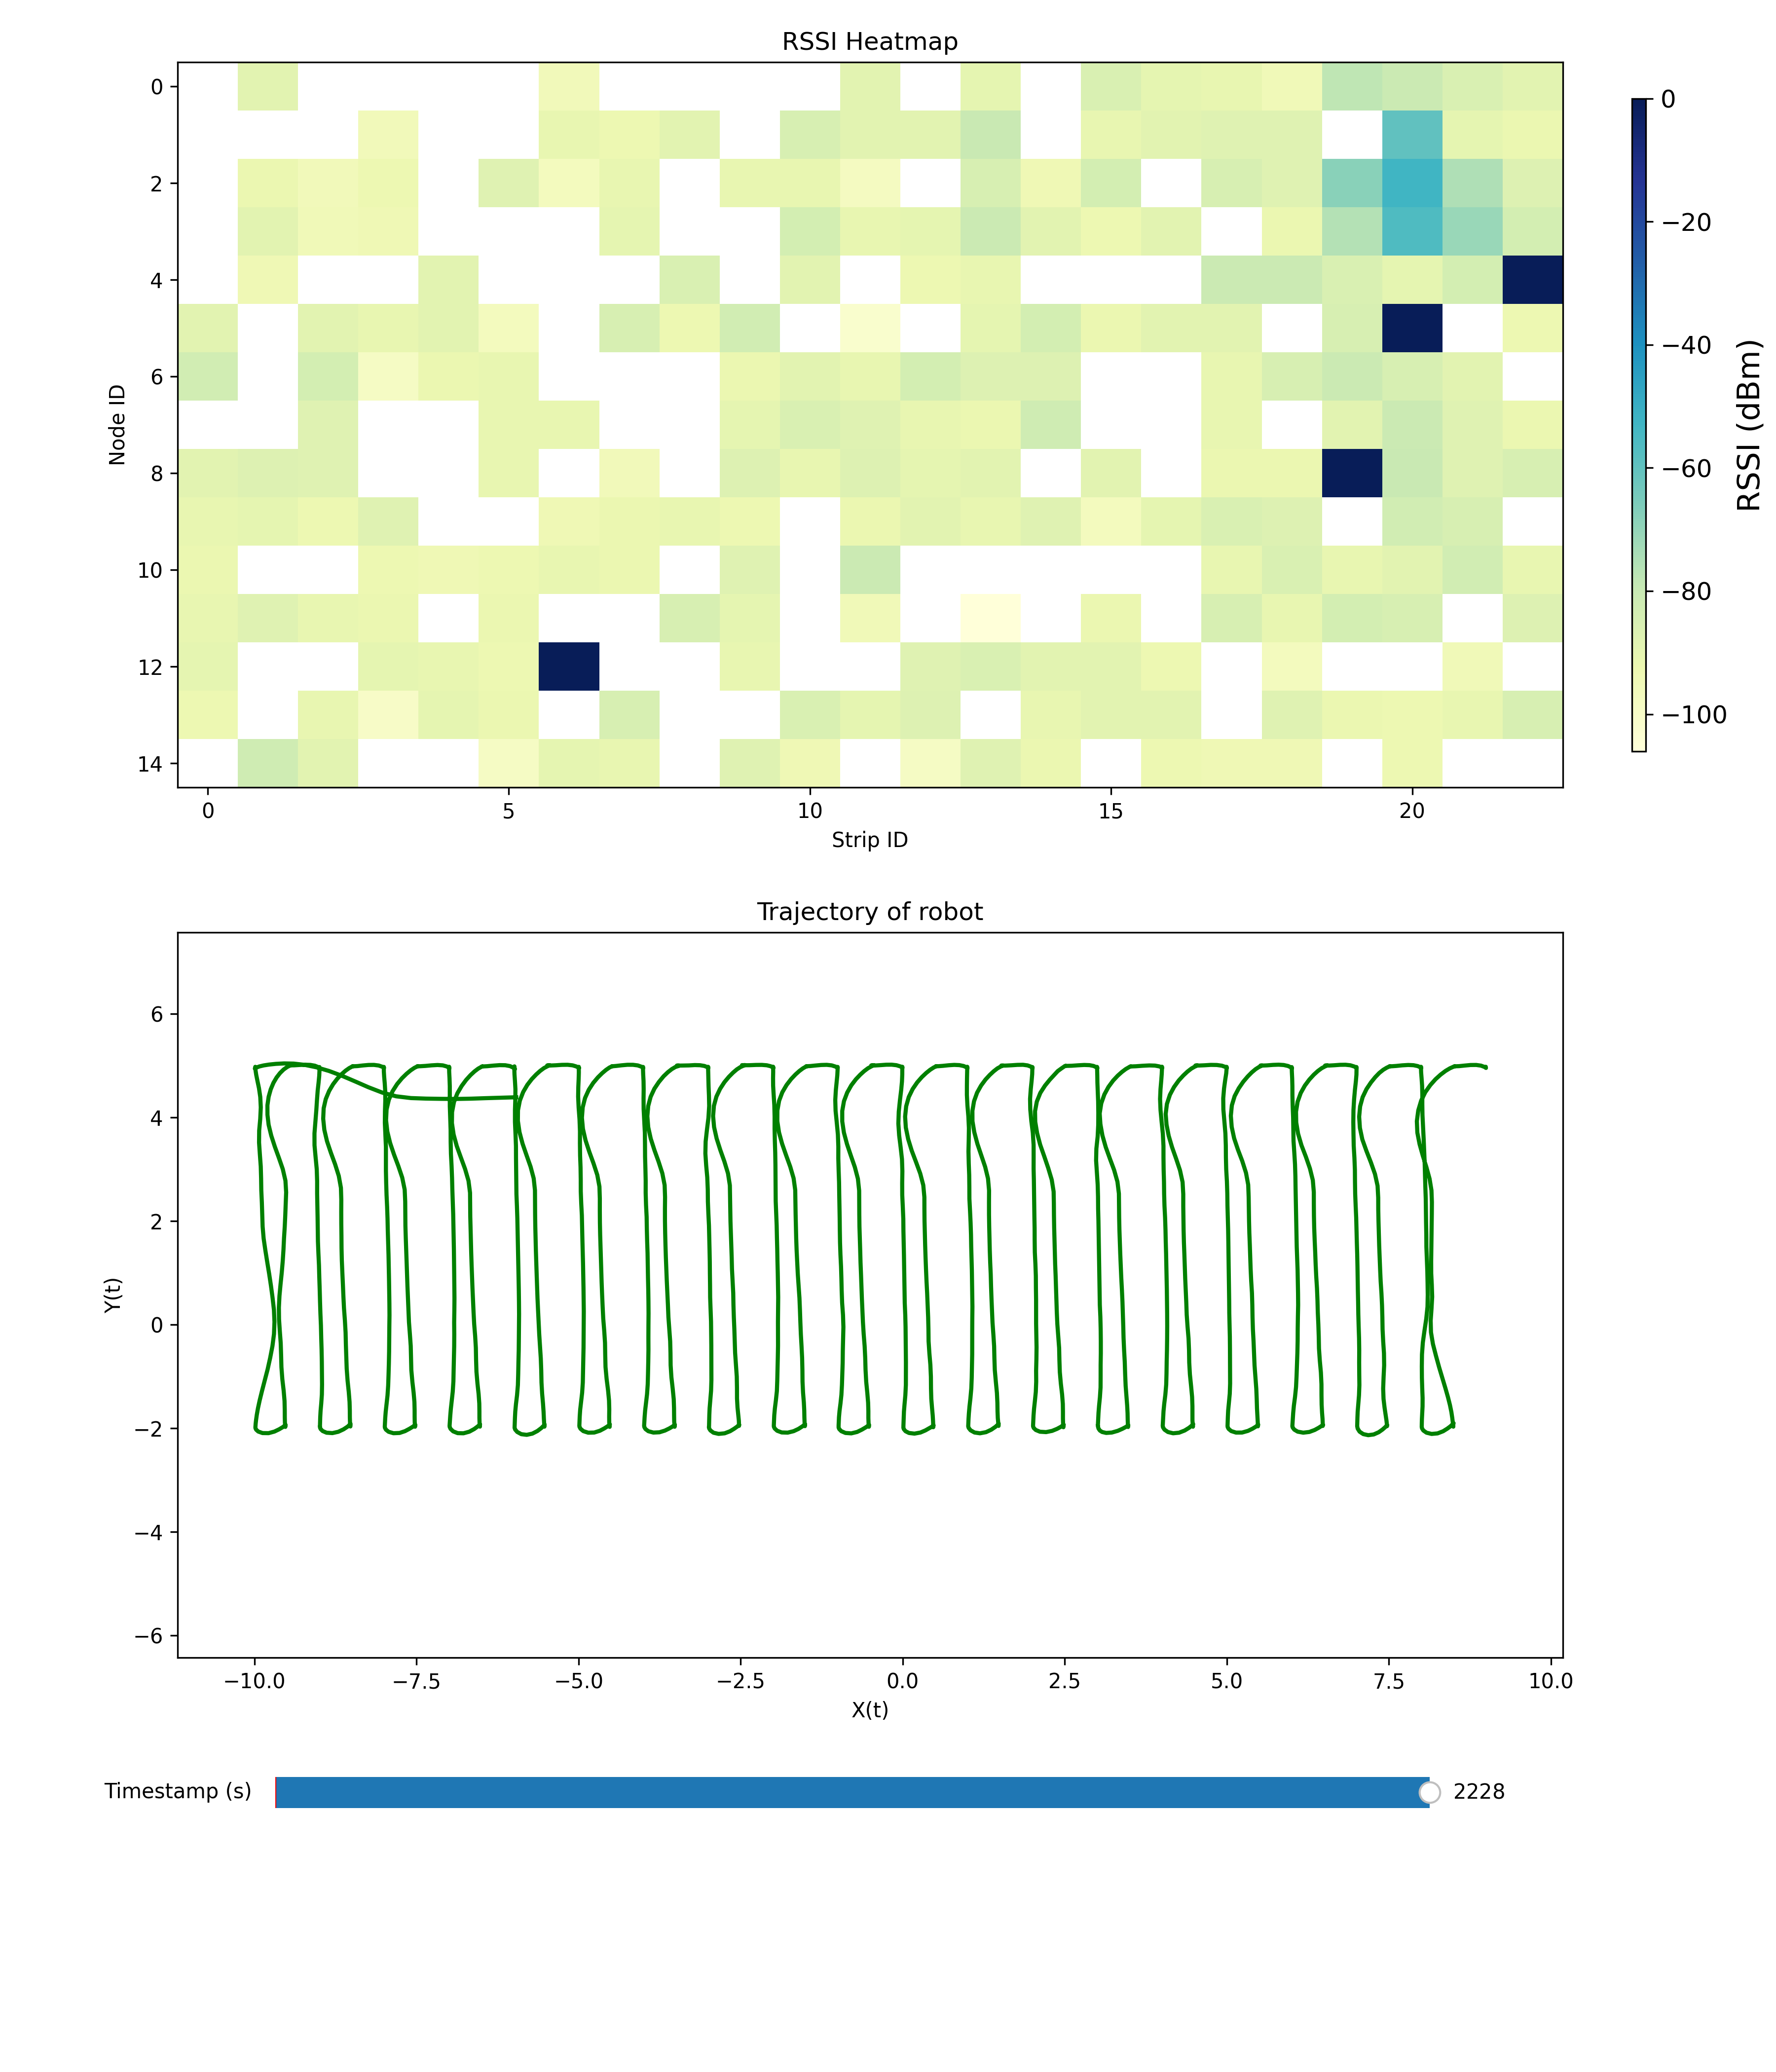 RSSI Heatmap
0
2
4
6
8
10
12
14
Node ID
0 5 10 15 20
Strip ID
0
−20
−40
−60
−80
−100
RSSI (dBm)
Trajectory of robot
6
4
2
0
−2
−4
−6
Y(t)
−10.0 −7.5 −5.0 −2.5 0.0 2.5 5.0 7.5 10.0
X(t)
Timestamp (s) 2228